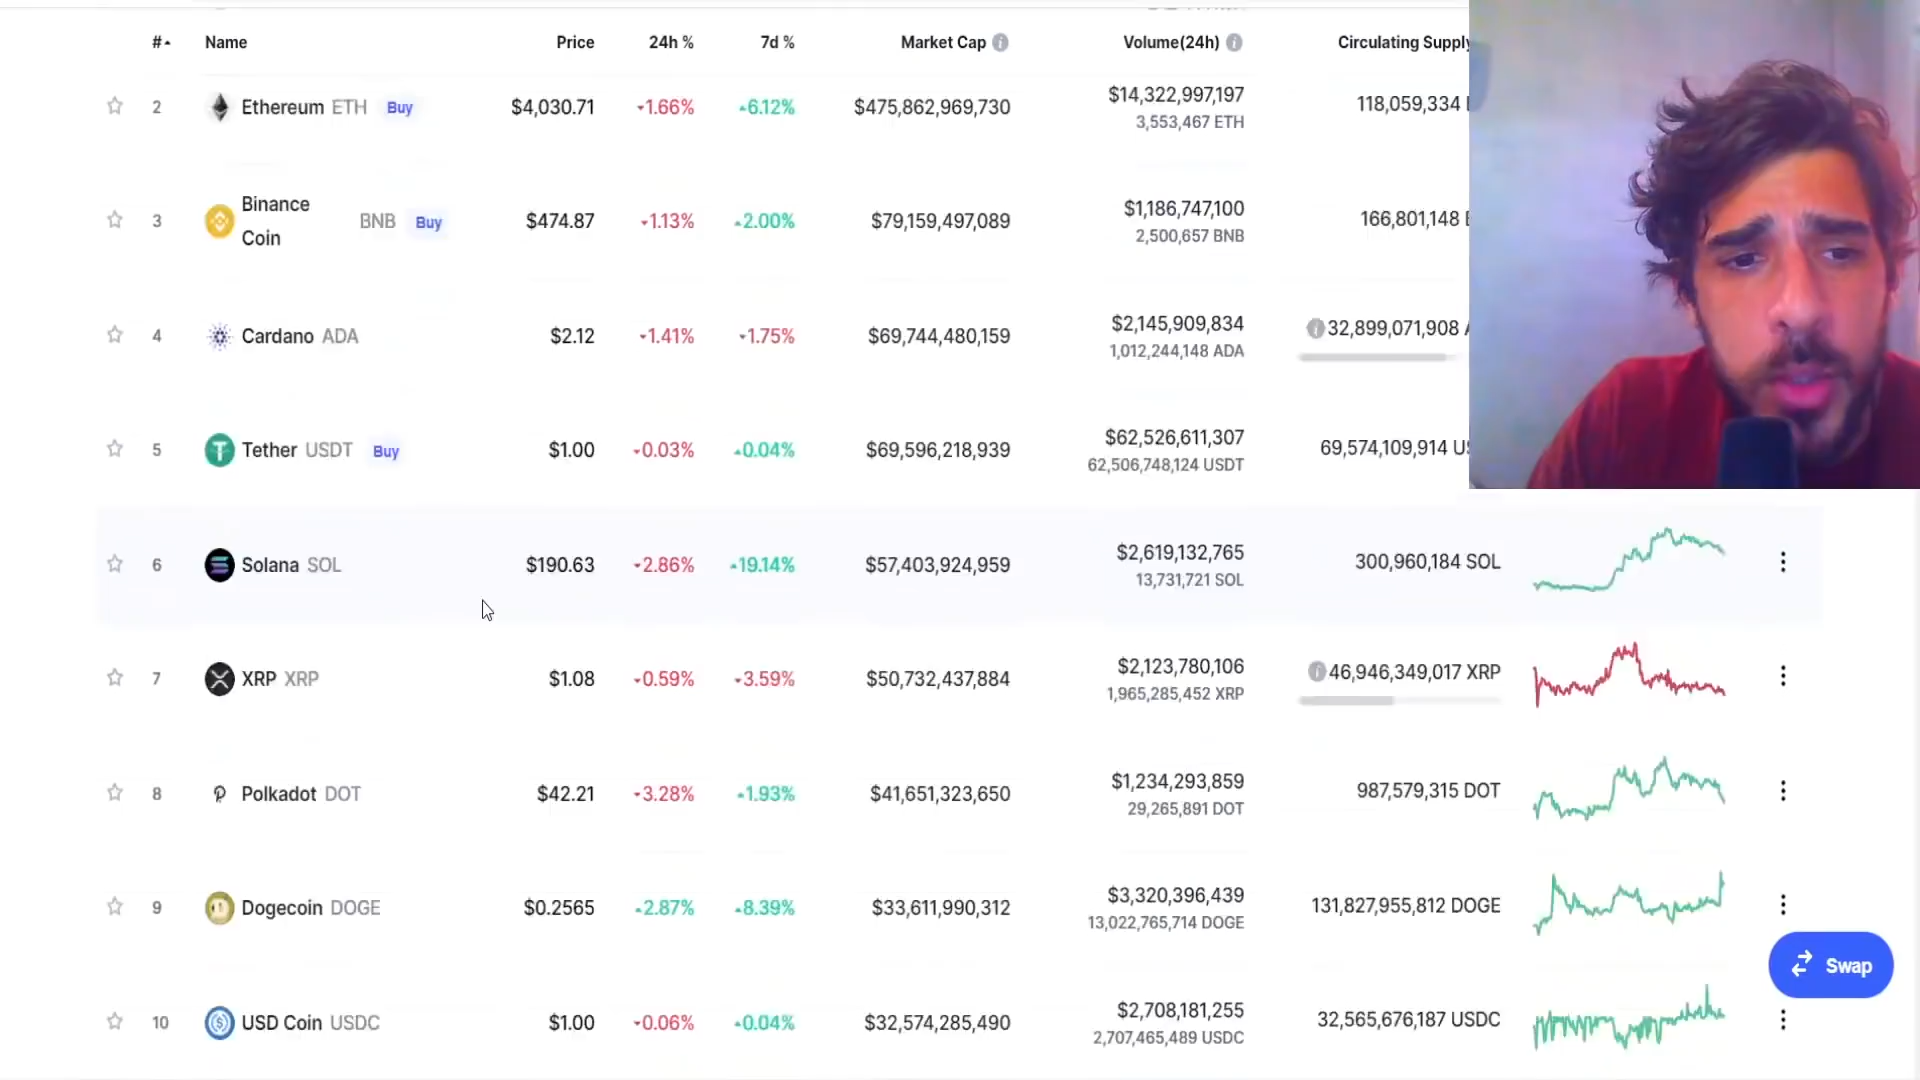 # Name Price 24h % 7d % Market Cap Volume(24h) Circulating Supply
2 Ethereum ETH Buy $4,030.71 1.66% 6.12% $475,862,969,730 $14,322,997,197 118,059,334
3,553,467 ETH
3 Binance Coin BNB Buy $474.87 1.13% 2.00% $79,159,497,089 $1,186,747,100 166,801,148
2,500,657 BNB
4 Cardano ADA $2.12 1.41% 1.75% $69,744,480,159 $2,145,909,834 32,899,071,908
1,012,244,148 ADA
5 Tether USDT Buy $1.00 0.03% 0.04% $69,596,218,939 $62,526,611,307 69,574,109,914
62,506,748,124 USDT
6 Solana SOL $190.63 2.86% 19.14% $57,403,924,959 $2,619,132,765 300,960,184 SOL
13,731,721 SOL
7 XRP XRP $1.08 0.59% 3.59% $50,732,437,884 $2,123,780,106 46,946,349,017 XRP
1,965,285,452 XRP
8 Polkadot DOT $42.21 3.28% 1.93% $41,651,323,650 $1,234,293,859 987,579,315 DOT
29,265,891 DOT
9 Dogecoin DOGE $0.2565 2.87% 8.39% $33,611,990,312 $3,320,396,439 131,827,955,812 DOGE
13,022,765,714 DOGE
Swap
10 USD Coin USDC $1.00 0.06% 0.04% $32,574,285,490 $2,708,181,255 32,565,676,187 USDC
2,707,465,489 USDC